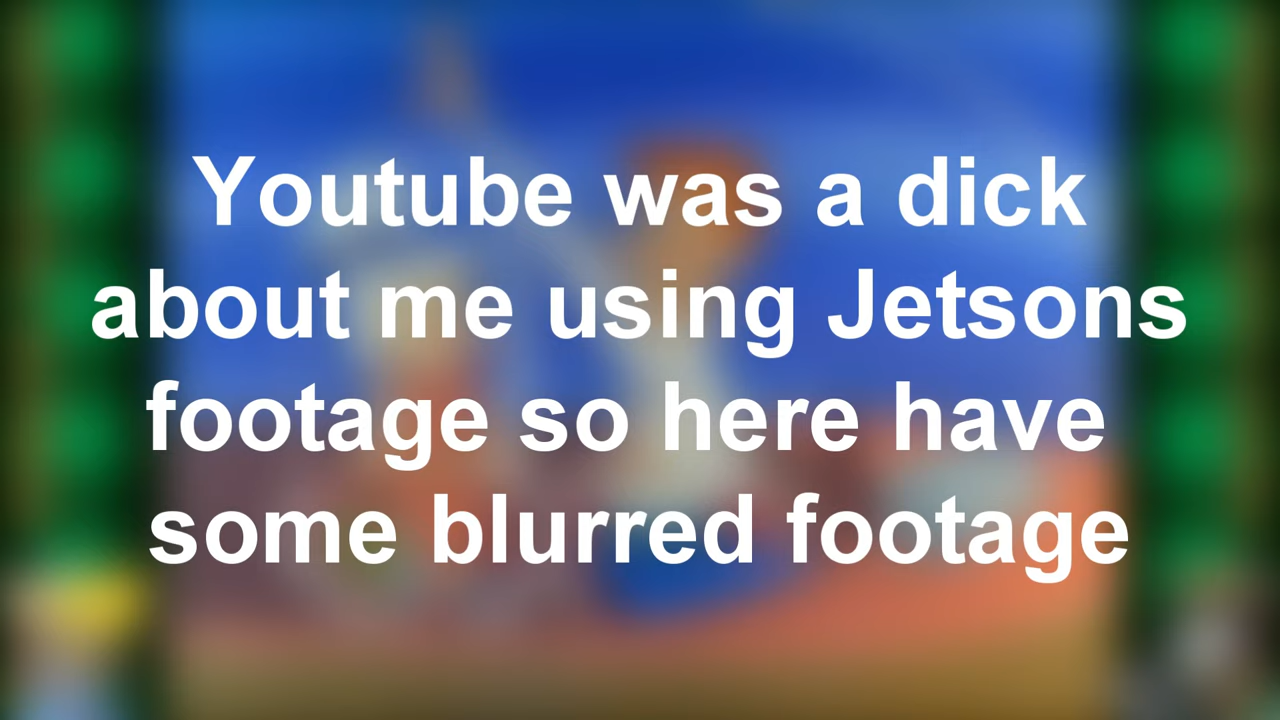 Youtube was a dick
about me using Jetsons
footage so here have
some blurred footage